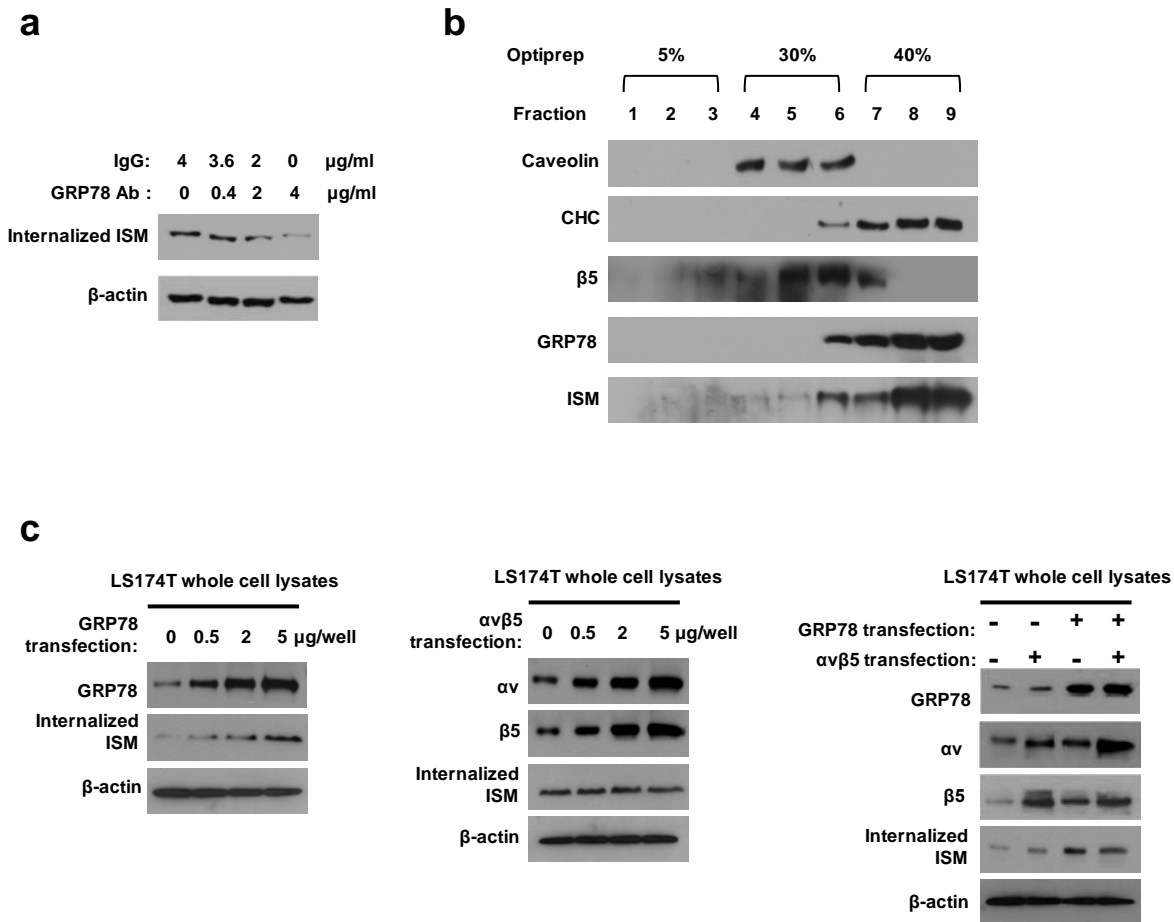 a
IgG: 4 3.6 2 0 µg/ml
GRP78 Ab : 0 0.4 2 4 µg/ml
Internalized ISM
β-actin
b
Optiprep 5% 30% 40%
Fraction 1 2 3 4 5 6 7 8 9
Caveolin
CHC
β5
GRP78
ISM
c
LS174T whole cell lysates
GRP78
transfection: 0 0.5 2 5 µg/well
GRP78
Internalized
ISM
β-actin
LS174T whole cell lysates
αvβ5
transfection: 0 0.5 2 5 µg/well
αv
β5
Internalized
ISM
β-actin
LS174T whole cell lysates
GRP78 transfection: - - + +
αvβ5 transfection: - + - +
GRP78
αv
β5
Internalized
ISM
β-actin